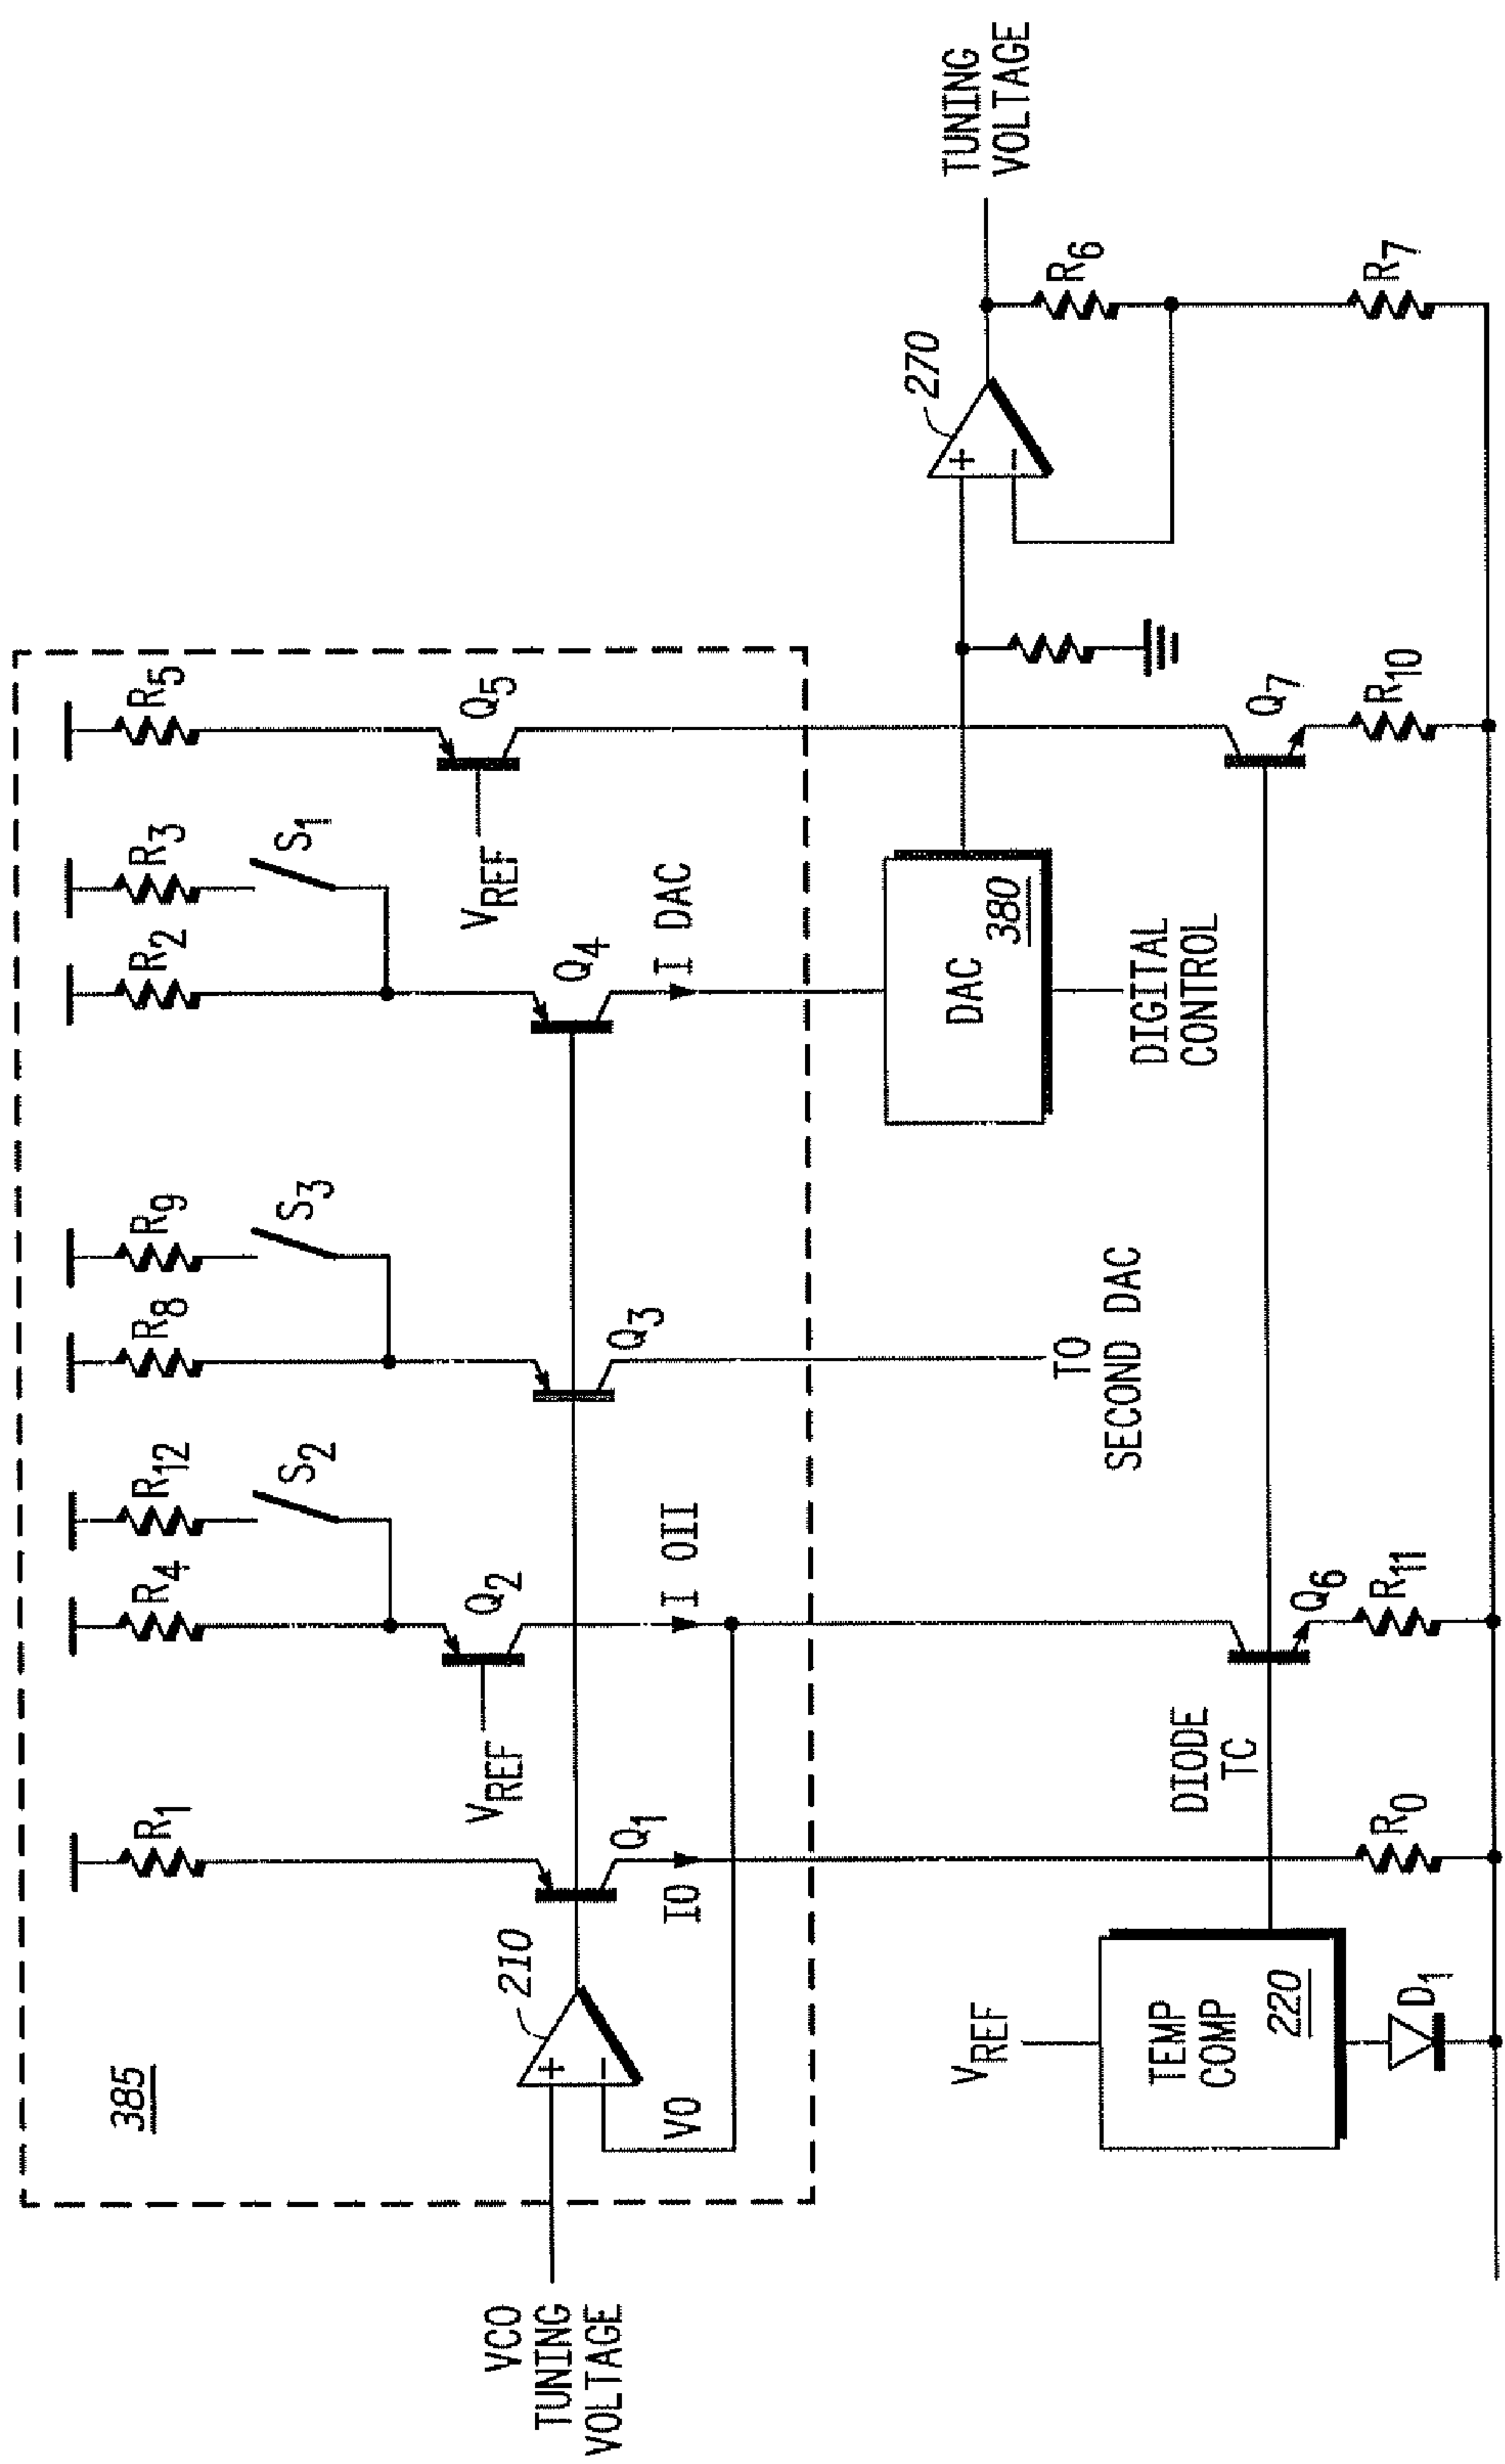 385
R1
R4
R12
R8
R9
R2
R3
R5
S2
S3
S1
VCO
TUNING
VOLTAGE
+
−
210
VO
Q1
IO
VREF
Q2
I OII
Q3
Q4
I DAC
VREF
Q5
TO
SECOND DAC
DAC
380
DIGITAL
CONTROL
+
−
270
TUNING
VOLTAGE
R6
R7
VREF
TEMP
COMP
220
D1
DIODE
TC
R0
Q6
R11
Q7
R10